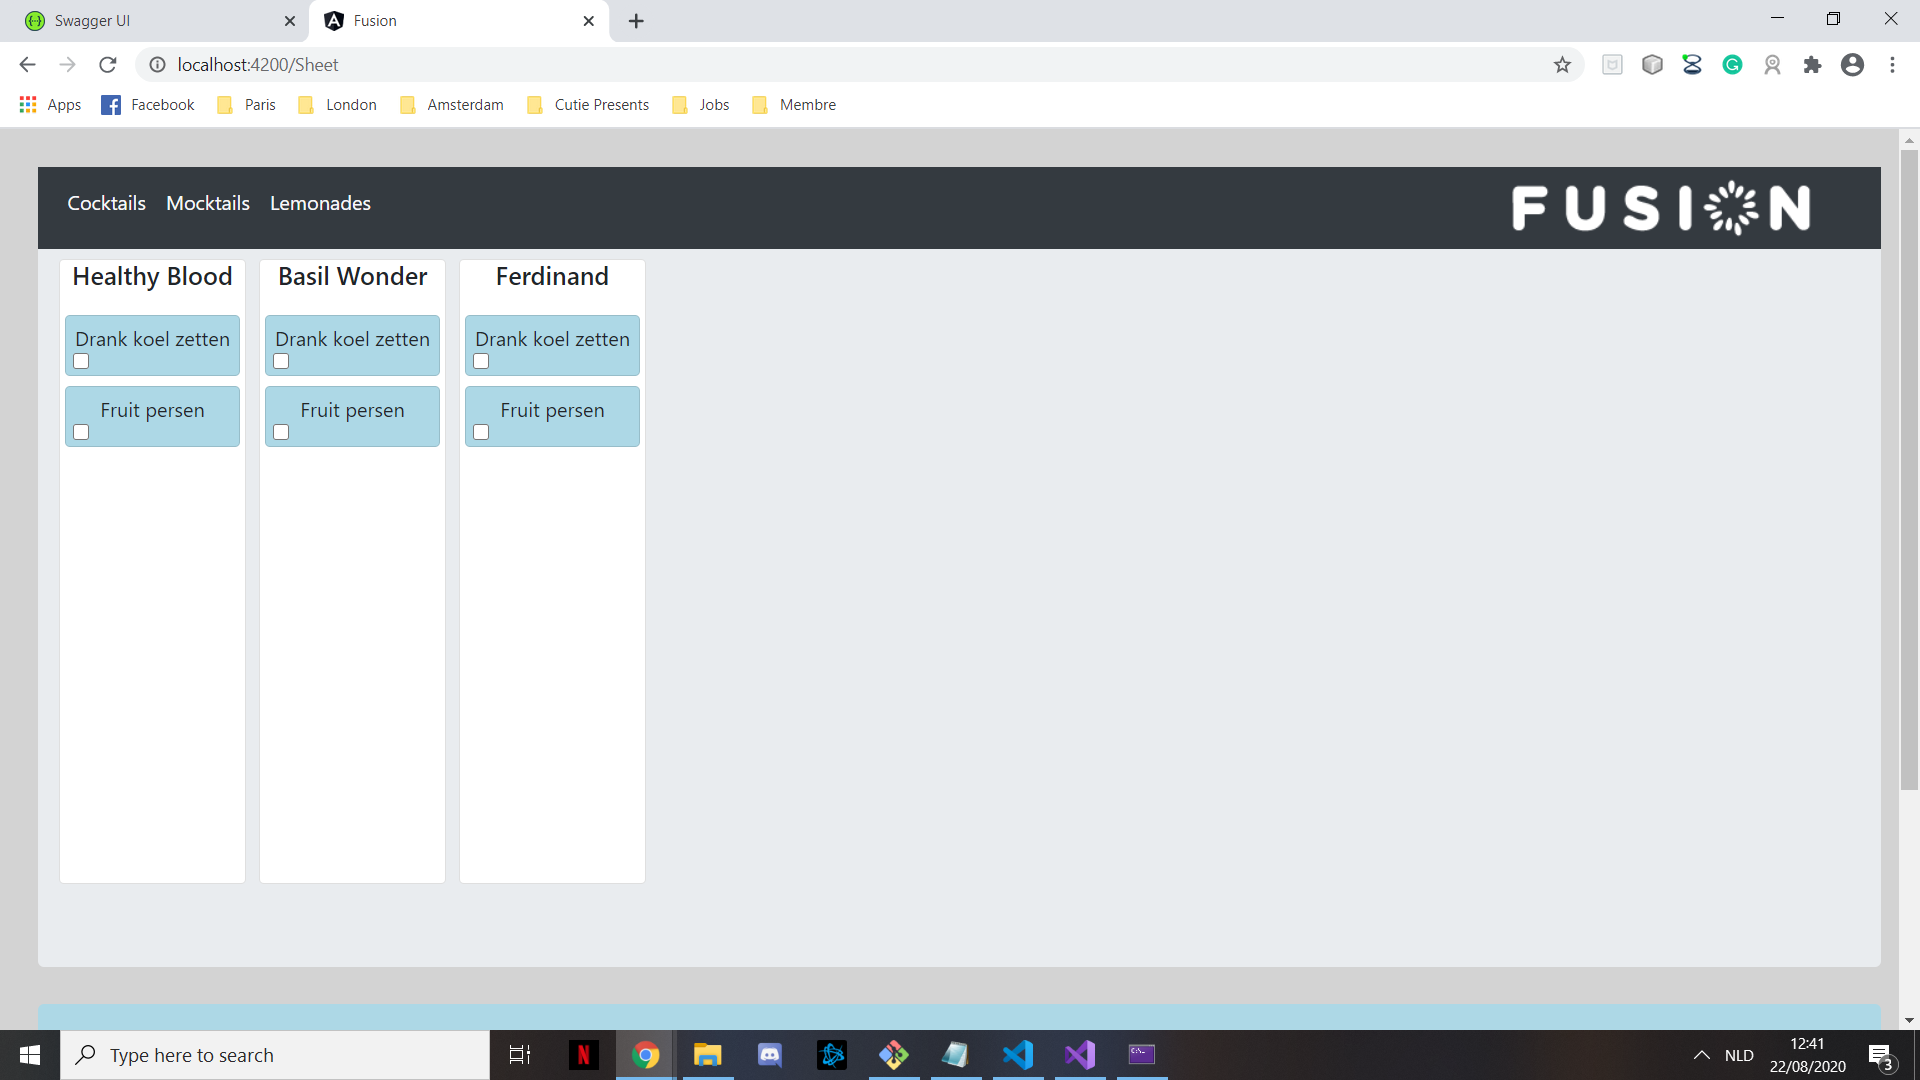 Swagger UI
Fusion
localhost:4200/Sheet
Apps Facebook Paris London Amsterdam Cutie Presents Jobs Membre
Cocktails Mocktails Lemonades FUSION
Healthy Blood Basil Wonder Ferdinand
Drank koel zetten Drank koel zetten Drank koel zetten
Fruit persen Fruit persen Fruit persen
Type here to search
NLD
12:41
22/08/2020
3